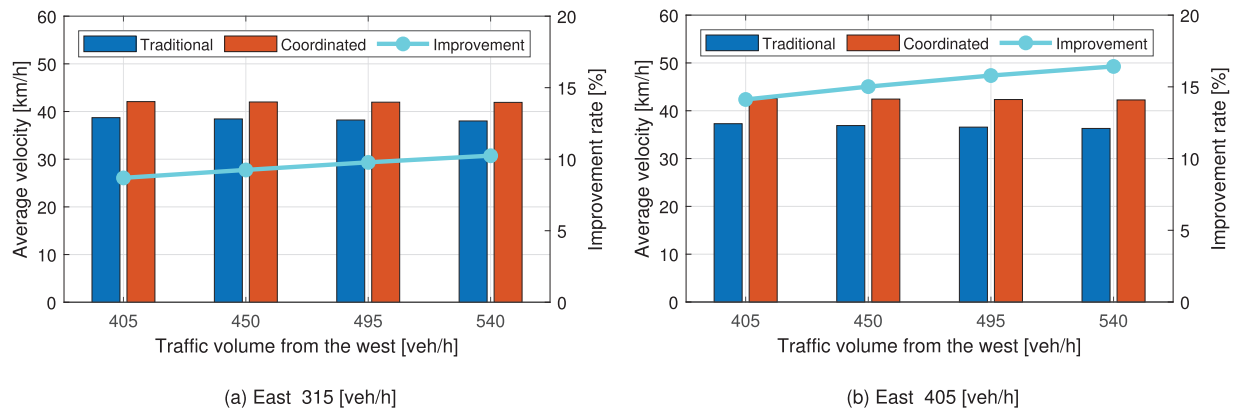 60
50
40
30
20
10
0
Average velocity [km/h]
Traditional Coordinated Improvement
20
15
10
5
0
Improvement rate [%]
405 450 495 540
Traffic volume from the west [veh/h]
(a) East 315 [veh/h]
60
50
40
30
20
10
0
Average velocity [km/h]
Traditional Coordinated Improvement
20
15
10
5
0
Improvement rate [%]
405 450 495 540
Traffic volume from the west [veh/h]
(b) East 405 [veh/h]